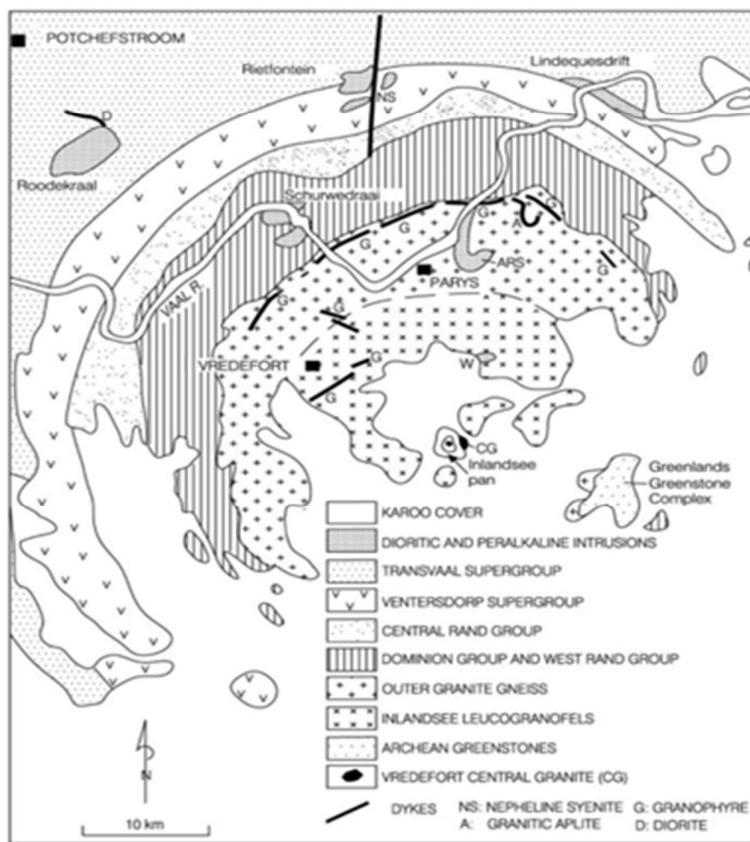 POTCHEFSTROOM
Lindequesdrift
Rietfontein
NS
D
Roodekraal
Schurwedraai
G
G
G
A
G
G
ARS
VAAL R.
PARYS
G
G
VREDEFORT
G
W
G
CG
Inlandsee
pan
Greenlands
Greenstone
Complex
KAROO COVER
DIORITIC AND PERALKALINE INTRUSIONS
TRANSVAAL SUPERGROUP
VENTERSDORP SUPERGROUP
CENTRAL RAND GROUP
DOMINION GROUP AND WEST RAND GROUP
OUTER GRANITE GNEISS
INLANDSEE LEUCOGRANOFELS
ARCHEAN GREENSTONES
VREDEFORT CENTRAL GRANITE (CG)
N
DYKES NS: NEPHELINE SYENITE G: GRANOPHYRE
A: GRANITIC APLITE D: DIORITE
10 km